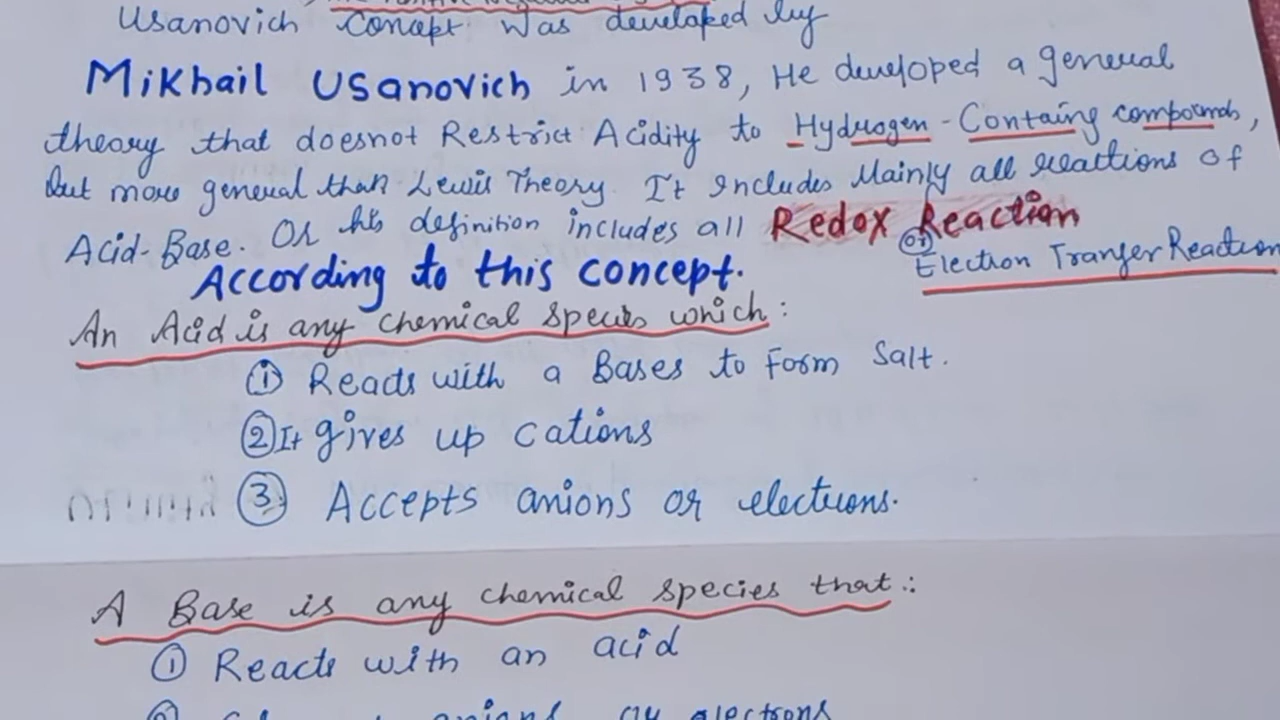 Usanovich concept was developed by
Mikhail Usanovich in 1938, He developed a general
theory that doesnot Restrict Acidity to Hydrogen-Containg compounds,
but more general than Lewis Theory. It Includes Mainly all reactions of
Acid-Base. Or his definition includes all Redox Reaction
(or)
Election Tranfer Reaction
According to this concept.
An Acid is any chemical species which:
① Reacts with a Bases to Form Salt.
② It gives up cations
③ Accepts anions or electrons.
A Base is any chemical species that:
① Reacts with an acid
anions or electrons